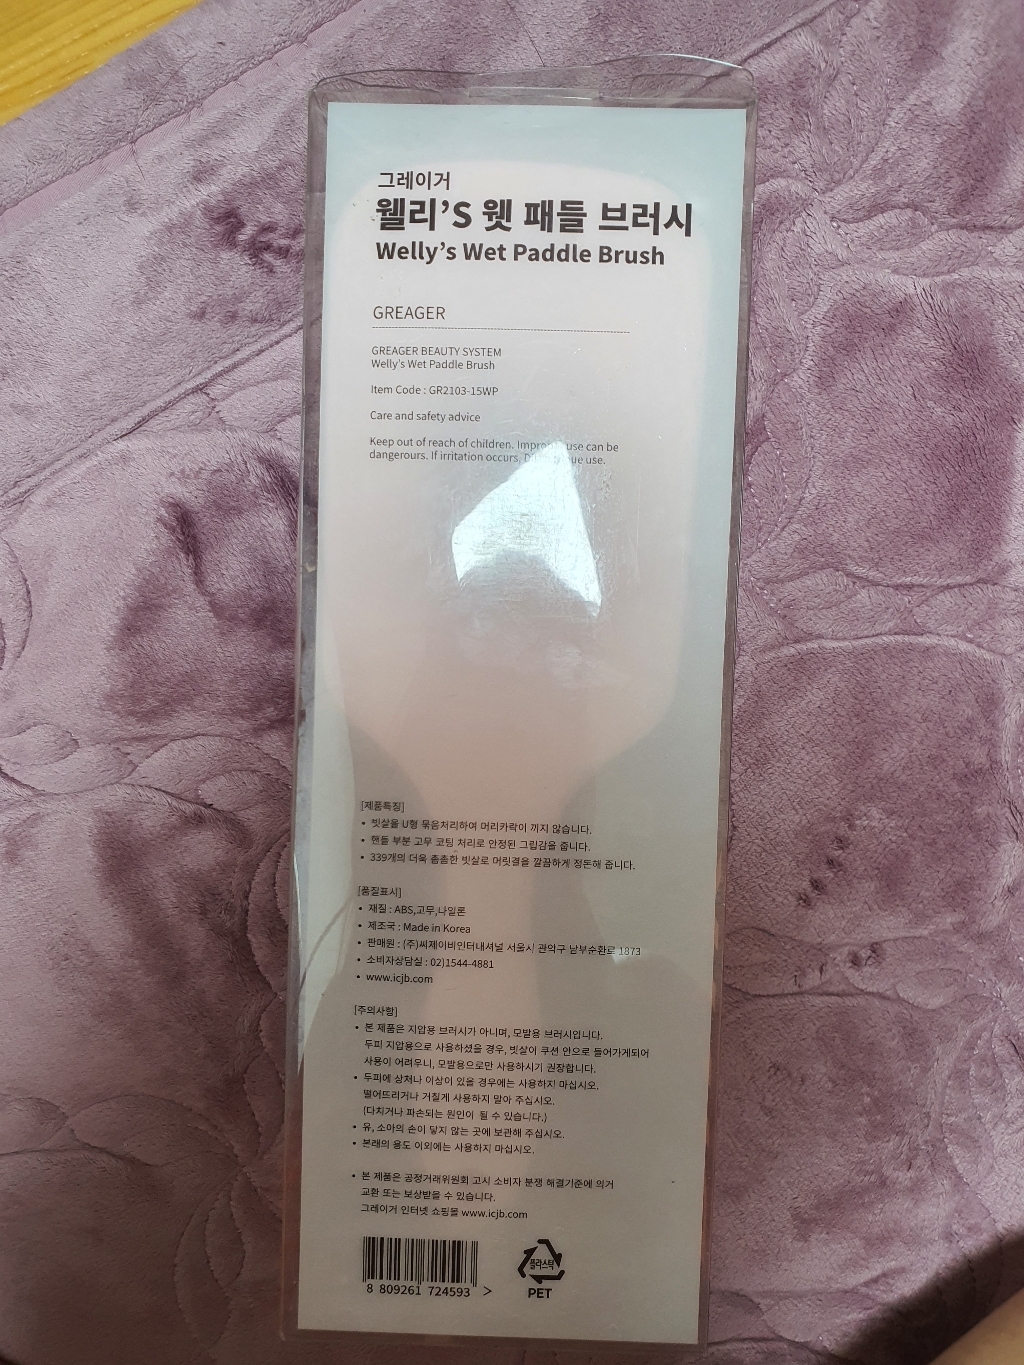 그레이거
웰리’S 웻 패들 브러시
Welly’s Wet Paddle Brush
GREAGER
GREAGER BEAUTY SYSTEM
Welly’s Wet Paddle Brush
Item Code : GR2103-15WP
Care and safety advice
Keep out of reach of children. use can be
dangerours. If irritation occurs, use.
[제품특징]
• 빗살을 U형 묶음처리하여 머리카락이 끼지 않습니다.
• 핸들 부분 고무 코팅 처리로 안정된 그립감을 줍니다.
• 339개의 더욱 촘촘한 빗살로 머릿결을 깔끔하게 정돈해 줍니다.
[품질표시]
• 재질 : ABS,고무,나일론
• 제조국 : Made in Korea
• 판매원 : (주)씨제이비인터내셔널 서울시 관악구 남부순환로 1873
• 소비자상담실 : 02)1544-4881
• www.icjb.com
[주의사항]
• 본 제품은 지압용 브러시가 아니며, 모발용 브러시입니다.
두피 지압용으로 사용하셨을 경우, 빗살이 쿠션 안으로 들어가게되어
사용이 어려우니, 모발용으로만 사용하시기 권장합니다.
• 두피에 상처나 이상이 있을 경우에는 사용하지 마십시오.
떨어뜨리거나 거칠게 사용하지 말아 주십시오.
(다치거나 파손되는 원인이 될 수 있습니다.)
• 유, 소아의 손이 닿지 않는 곳에 보관해 주십시오.
• 본래의 용도 이외에는 사용하지 마십시오.
• 본 제품은 공정거래위원회 고시 소비자 분쟁 해결기준에 의거
교환 또는 보상받을 수 있습니다.
그레이거 인터넷 쇼핑몰 www.icjb.com
8 809261 724593 >
플라스틱
PET